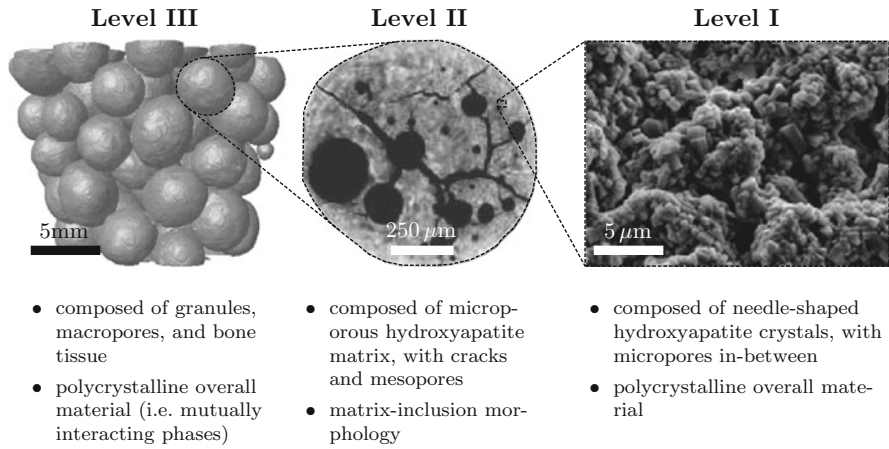 Level III
Level II
Level I
5mm
250 μm
5 μm
• composed of granules,
macropores, and bone
tissue
• polycrystalline overall
material (i.e. mutually
interacting phases)
• composed of microp-
orous hydroxyapatite
matrix, with cracks
and mesopores
• matrix-inclusion mor-
phology
• composed of needle-shaped
hydroxyapatite crystals, with
micropores in-between
• polycrystalline overall mate-
rial